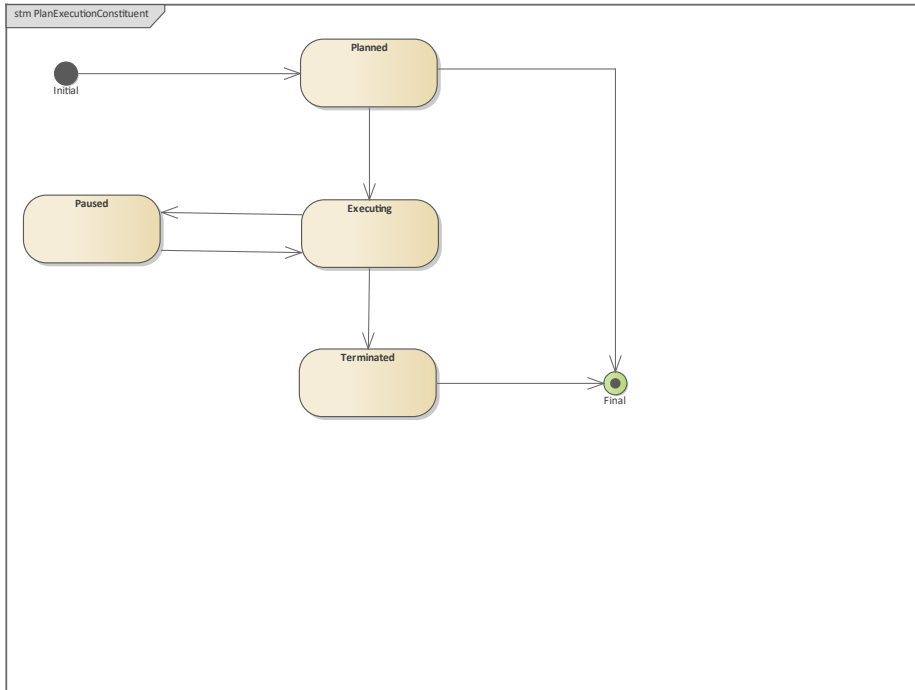 stm PlanExecutionConstituent
Planned
Initial
Paused
Executing
Terminated
Final